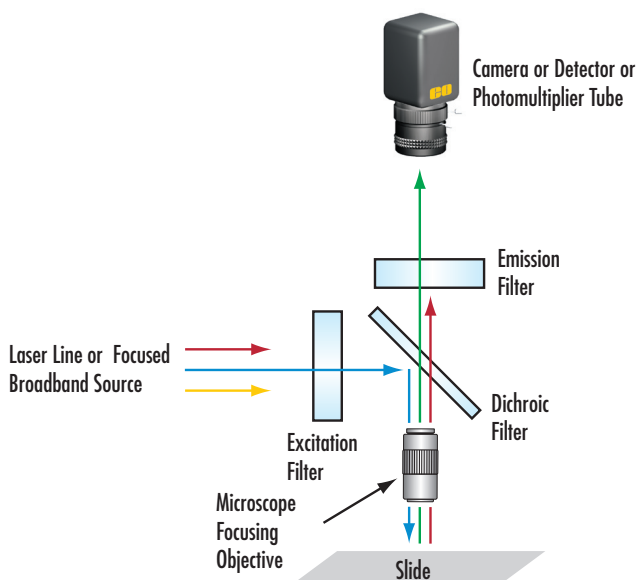 Camera or Detector or
Photomultiplier Tube
Emission
Filter
Laser Line or Focused
Broadband Source
Dichroic
Filter
Excitation
Filter
Microscope
Focusing
Objective
Slide